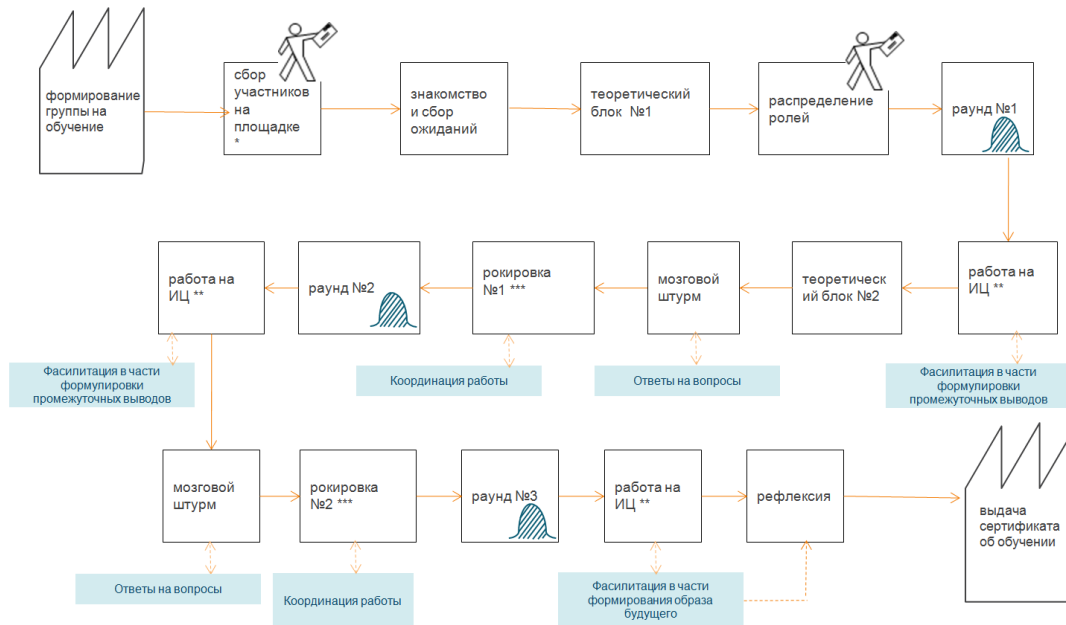 формирование
группы на
обучение
сбор
участников
на
площадке
*
знакомство
и сбор
ожиданий
теоретический
блок №1
распределение
ролей
раунд №1
работа на
ИЦ **
раунд №2
рокировка
№1 ***
мозговой
штурм
теоретичес
кий блок №2
работа на
ИЦ **
Фасилитация в части
формулировки
промежуточных выводов
Координация работы
Ответы на вопросы
Фасилитация в части
формулировки
промежуточных выводов
мозговой
штурм
рокировка
№2 ***
раунд №3
работа на
ИЦ **
рефлексия
выдача
сертификата
об обучении
Ответы на вопросы
Координация работы
Фасилитация в части
формирования образа
будущего